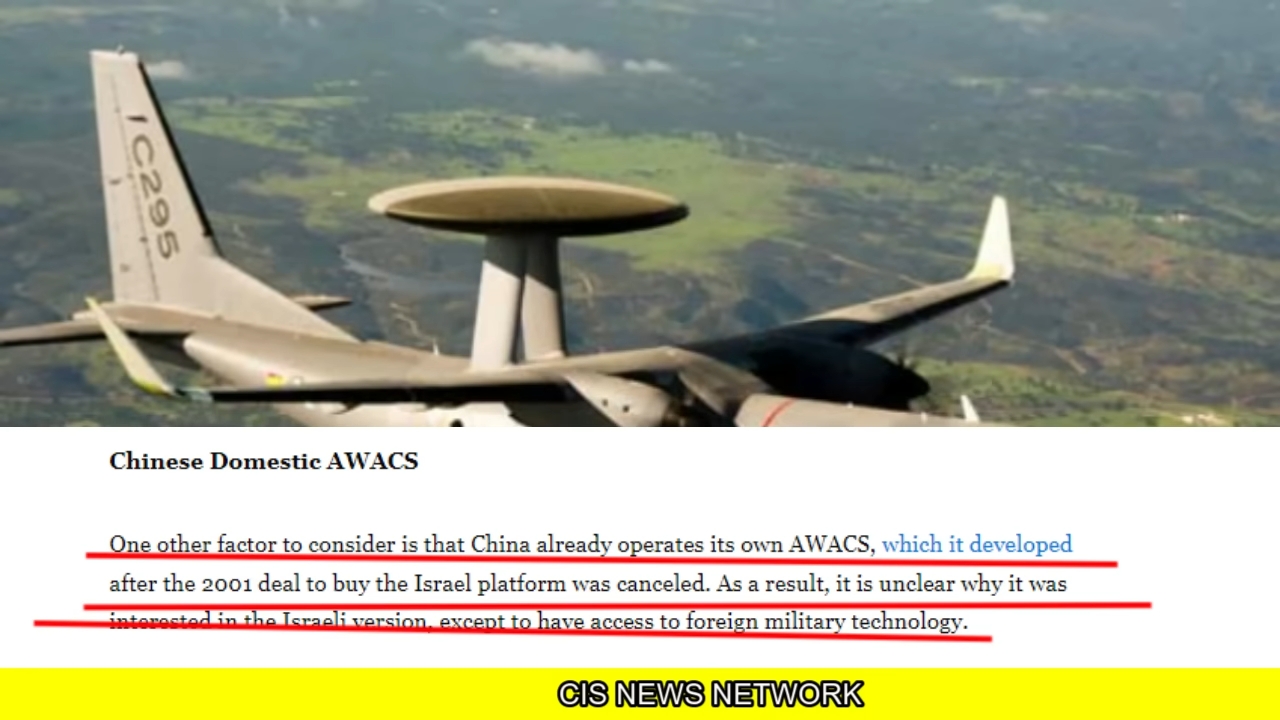 C295
Chinese Domestic AWACS
One other factor to consider is that China already operates its own AWACS, which it developed
after the 2001 deal to buy the Israel platform was canceled. As a result, it is unclear why it was
interested in the Israeli version, except to have access to foreign military technology.
CIS NEWS NETWORK